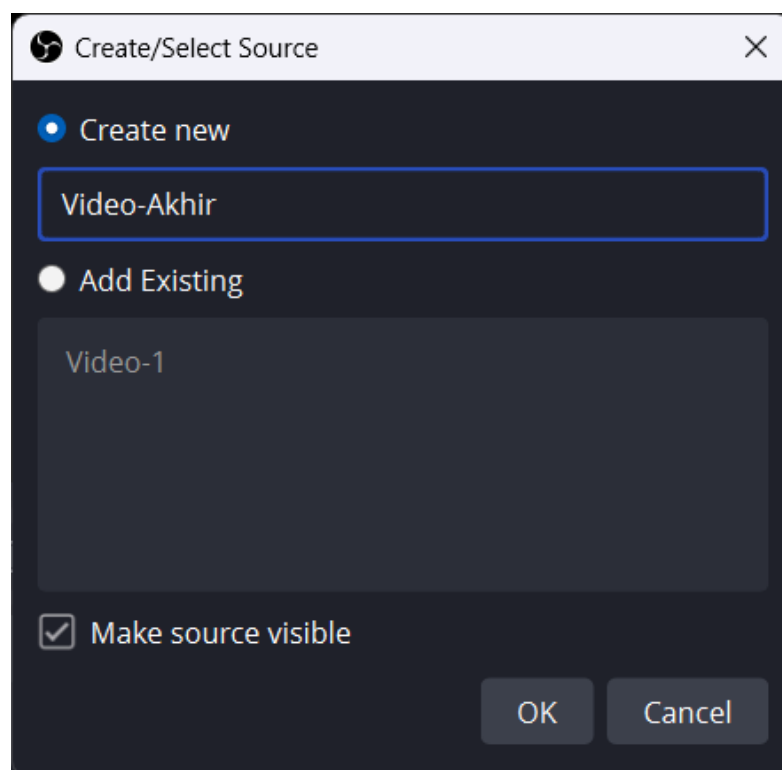 Create/Select Source
Create new
Video-Akhir
Add Existing
Video-1
Make source visible
OK Cancel